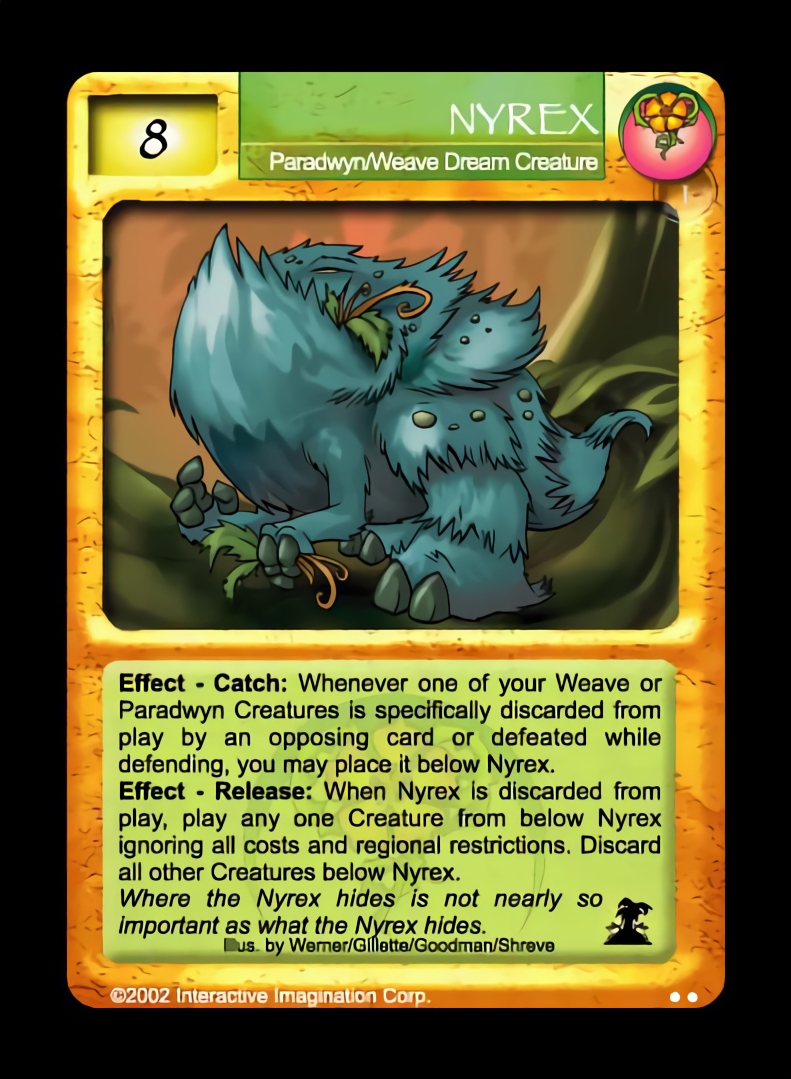 8
NYREX
Paradwyn/Weave Dream Creature
Effect - Catch: Whenever one of your Weave or
Paradwyn Creatures is specifically discarded from
play by an opposing card or defeated while
defending, you may place it below Nyrex.
Effect - Release: When Nyrex is discarded from
play, play any one Creature from below Nyrex
ignoring all costs and regional restrictions. Discard
all other Creatures below Nyrex.
Where the Nyrex hides is not nearly so
important as what the Nyrex hides.
Illus. by Werner/Gillette/Goodman/Shreve
©2002 Interactive Imagination Corp.